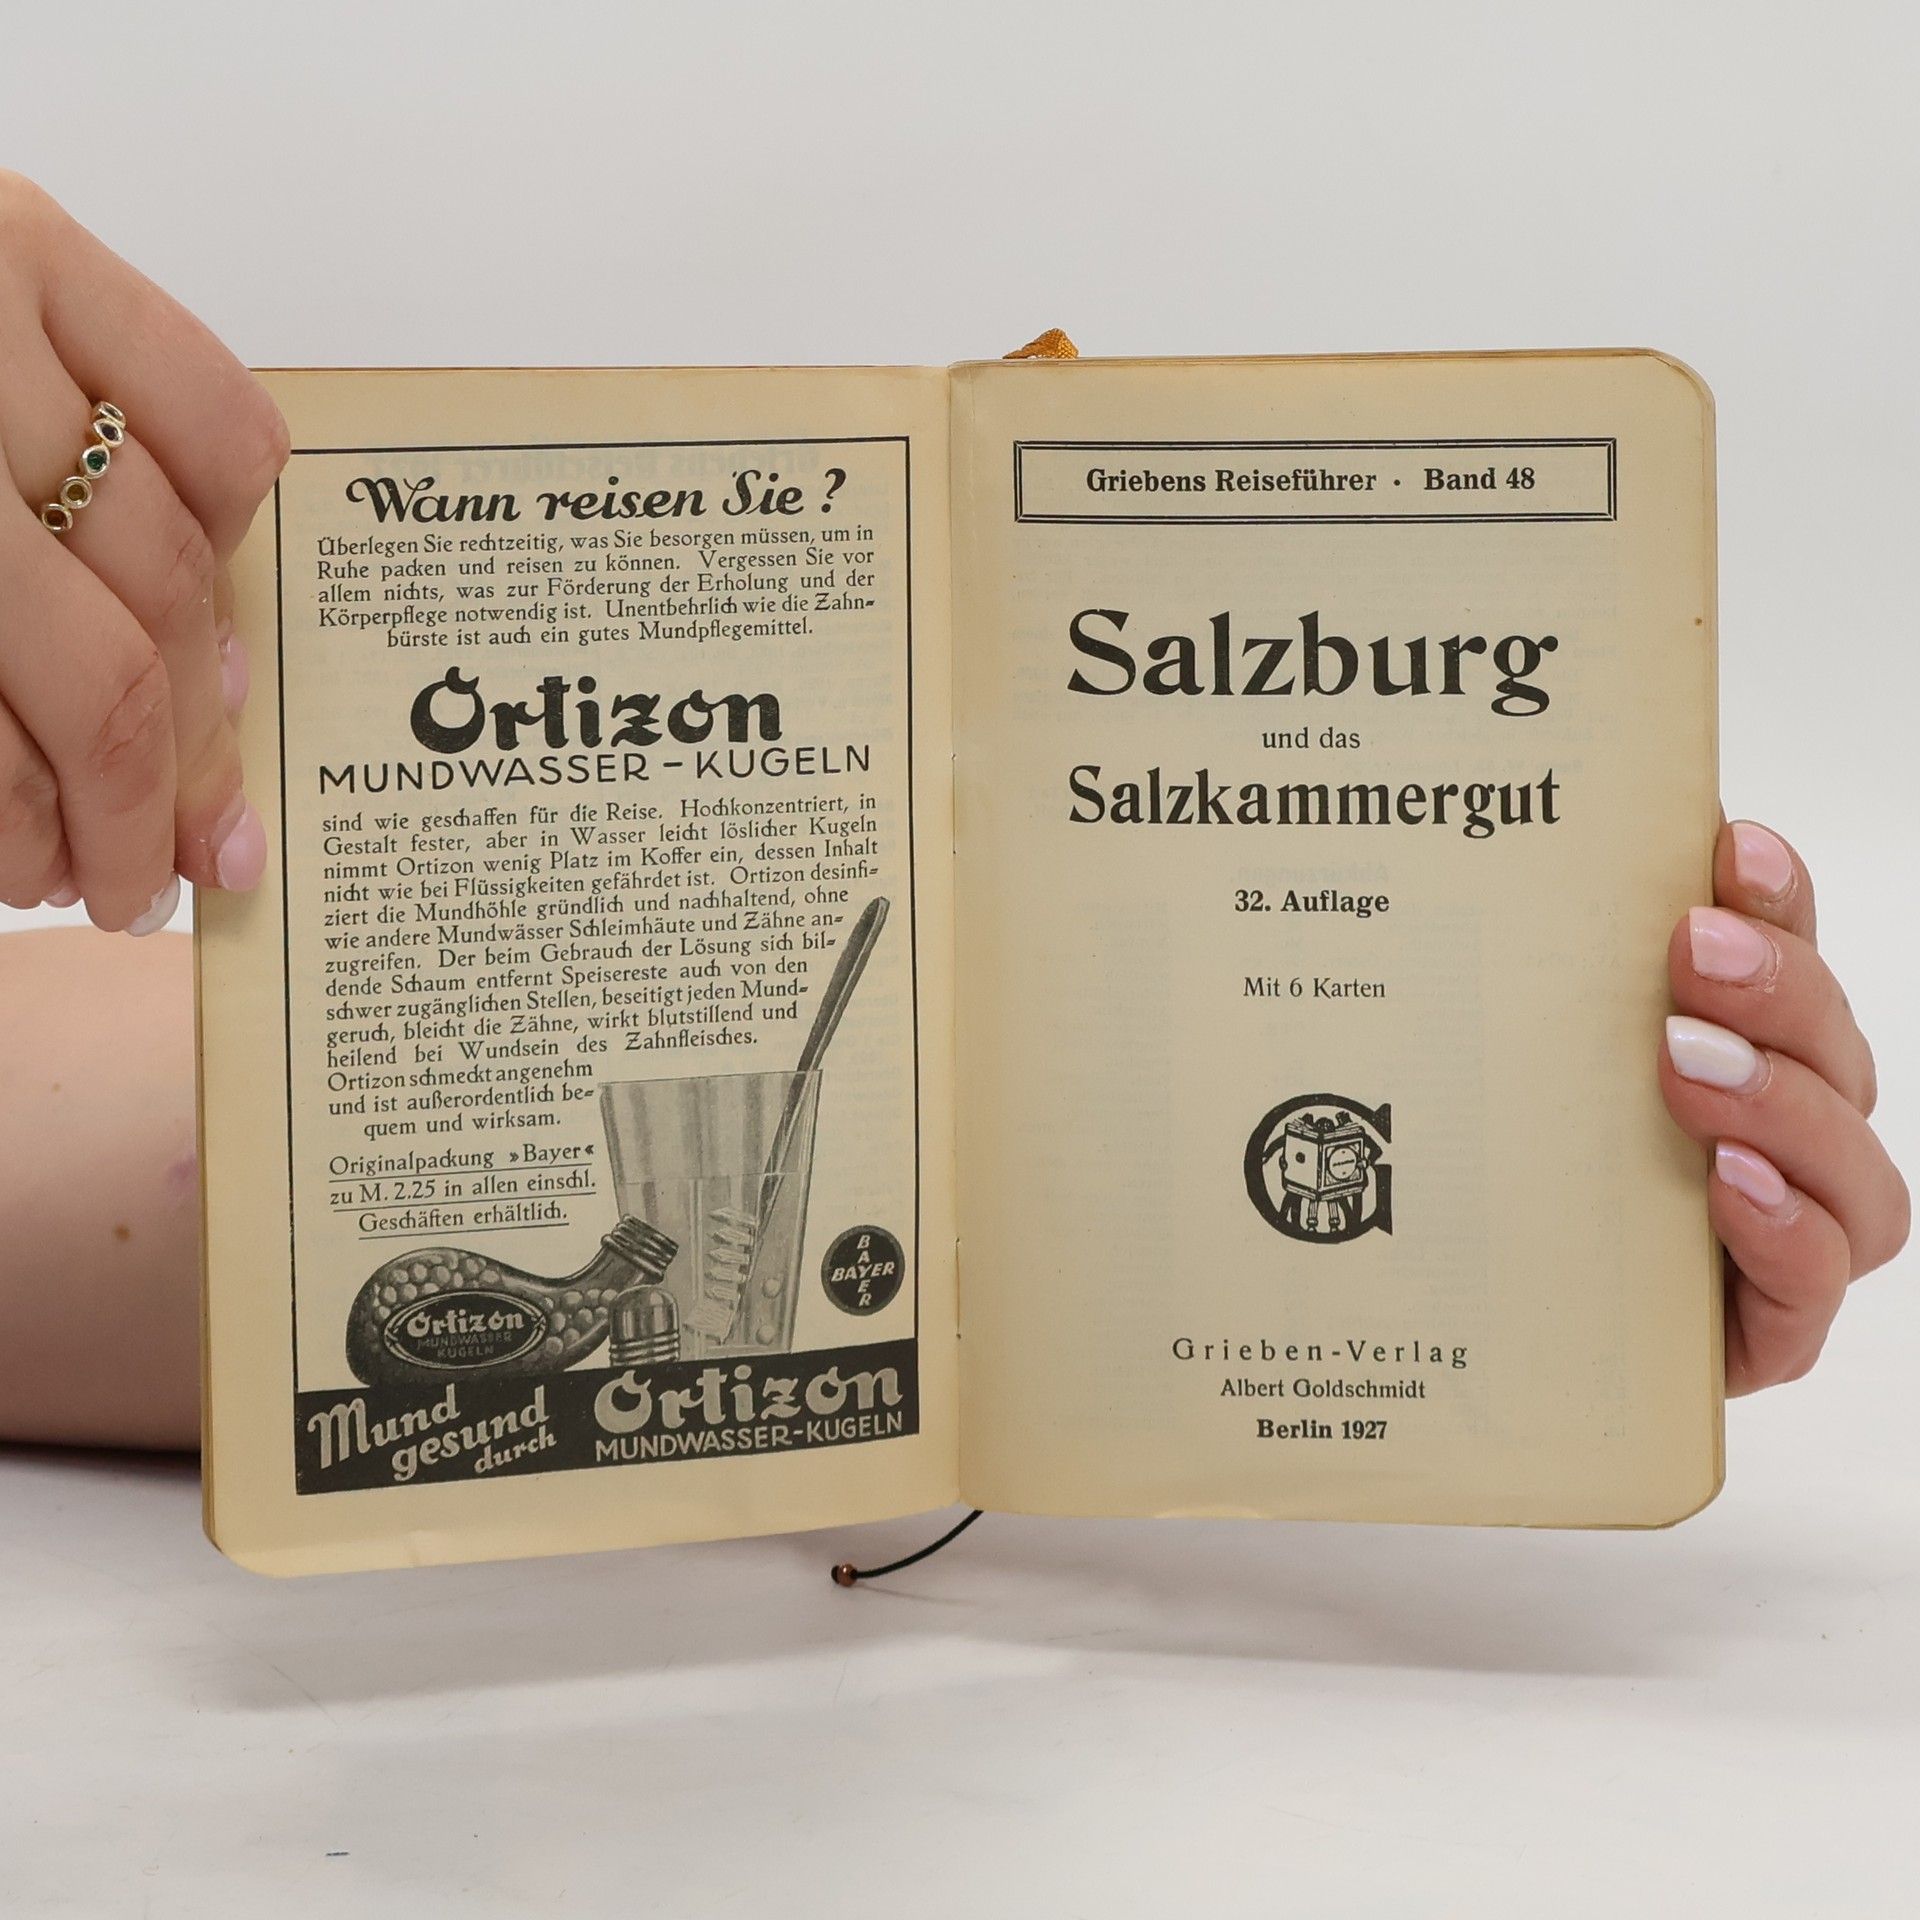 Wann reisen Sie?
Überlegen Sie rechtzeitig, was Sie besorgen müssen, um in
Ruhe packen und reisen zu können. Vergessen Sie vor
allem nichts, was zur Förderung der Erholung und der
Körperpflege notwendig ist. Unentbehrlich wie die Zahn-
bürste ist auch ein gutes Mundpflegemittel.
Ortizon
MUNDWASSER-KUGELN
sind wie geschaffen für die Reise. Hochkonzentriert, in
Gestalt fester, aber in Wasser leicht löslicher Kugeln
nimmt Ortizon wenig Platz im Koffer ein, dessen Inhalt
nicht wie bei Flüssigkeiten gefährdet ist. Ortizon desinfi-
ziert die Mundhöhle gründlich und nachhaltend, ohne
wie andere Mundwässer Schleimhäute und Zähne an-
zugreifen. Der beim Gebrauch der Lösung sich bil-
dende Schaum entfernt Speisereste auch von den
schwer zugänglichen Stellen, beseitigt jeden Mund-
geruch, bleicht die Zähne, wirkt blutstillend und
heilend bei Wundsein des Zahnfleisches.
Ortizon schmeckt angenehm
und ist außerordentlich be-
quem und wirksam.
Originalpackung »Bayer«
zu M. 2.25 in allen einschl.
Geschäften erhältlich.
Ortizon
MUNDWASSER
KUGELN
BAYER
BAYER
Mund
gesund
durch
Ortizon
MUNDWASSER-KUGELN
Griebens Reiseführer · Band 48
Salzburg
und das
Salzkammergut
32. Auflage
Mit 6 Karten
G
Grieben-Verlag
Albert Goldschmidt
Berlin 1927